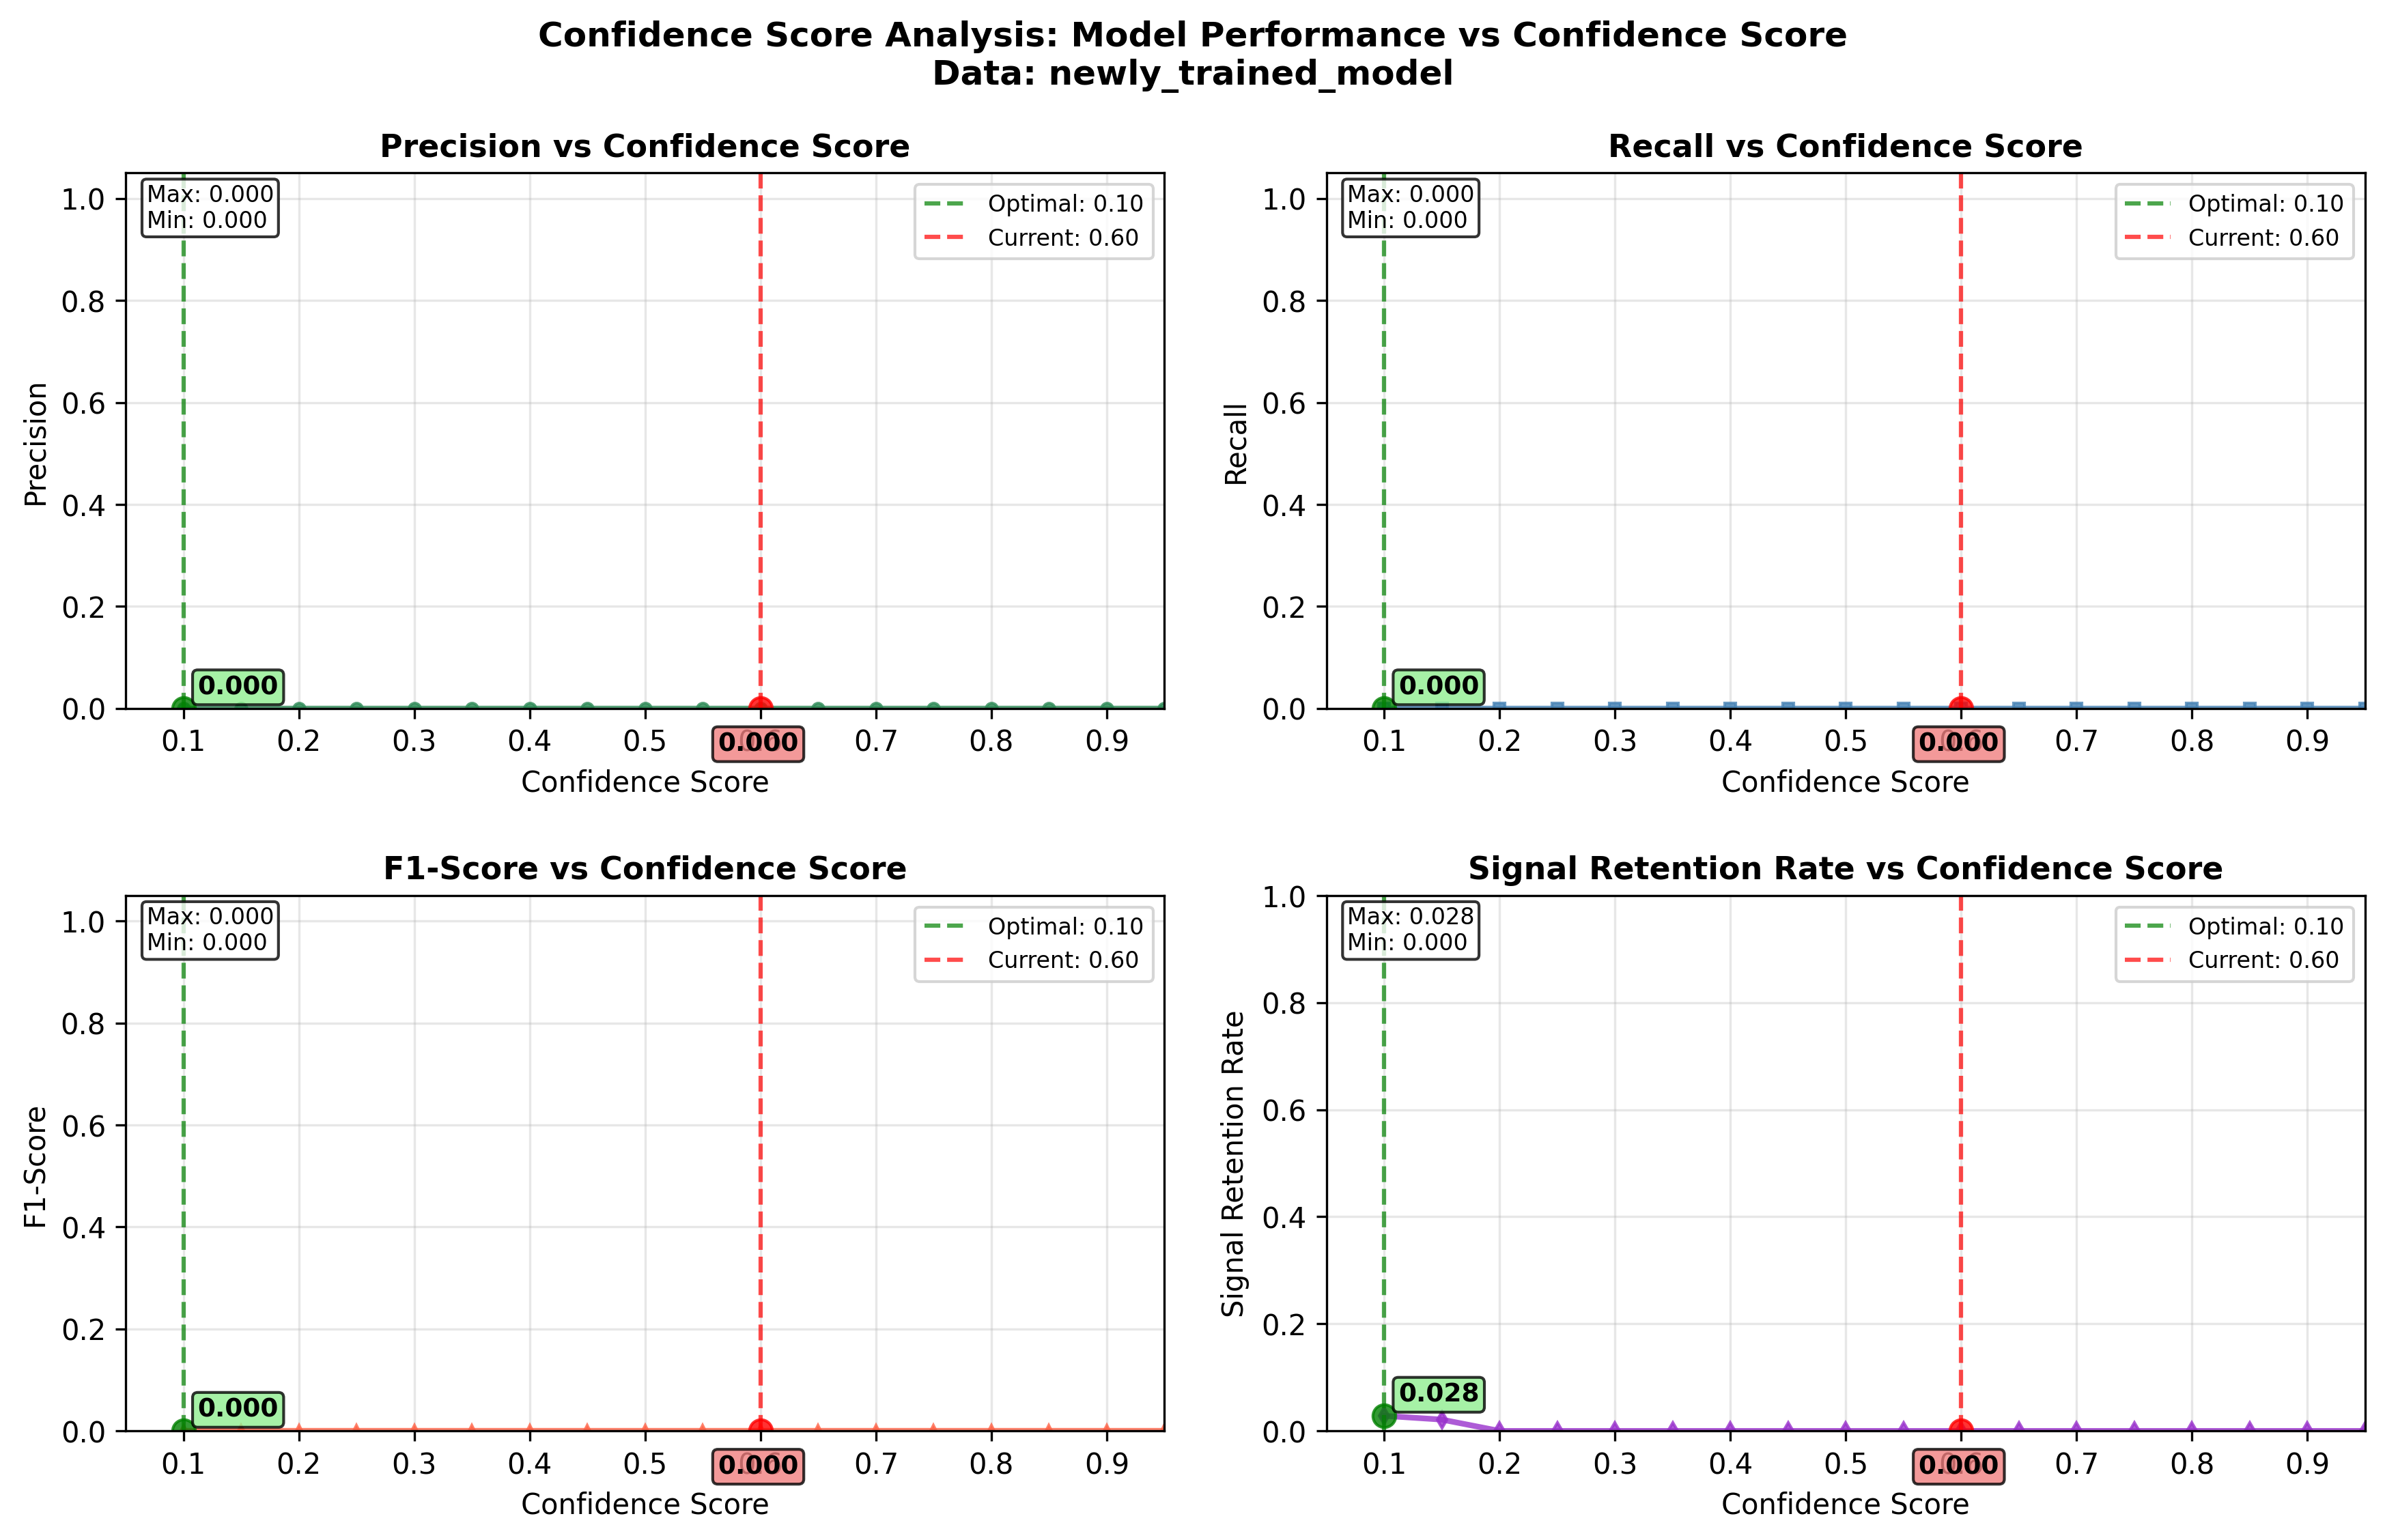 Confidence Score Analysis: Model Performance vs Confidence Score
Data: newly_trained_model
Precision vs Confidence Score
Max: 0.000
Min: 0.000
Optimal: 0.10
Current: 0.60
1.0
0.8
0.6
0.4
0.2
0.0
Precision
0.000
0.1 0.2 0.3 0.4 0.5 0.000 0.7 0.8 0.9
Confidence Score
Recall vs Confidence Score
Max: 0.000
Min: 0.000
Optimal: 0.10
Current: 0.60
1.0
0.8
0.6
0.4
0.2
0.0
Recall
0.000
0.1 0.2 0.3 0.4 0.5 0.000 0.7 0.8 0.9
Confidence Score
F1-Score vs Confidence Score
Max: 0.000
Min: 0.000
Optimal: 0.10
Current: 0.60
1.0
0.8
0.6
0.4
0.2
0.0
F1-Score
0.000
0.1 0.2 0.3 0.4 0.5 0.000 0.7 0.8 0.9
Confidence Score
Signal Retention Rate vs Confidence Score
Max: 0.028
Min: 0.000
Optimal: 0.10
Current: 0.60
1.0
0.8
0.6
0.4
0.2
0.0
Signal Retention Rate
0.028
0.1 0.2 0.3 0.4 0.5 0.000 0.7 0.8 0.9
Confidence Score